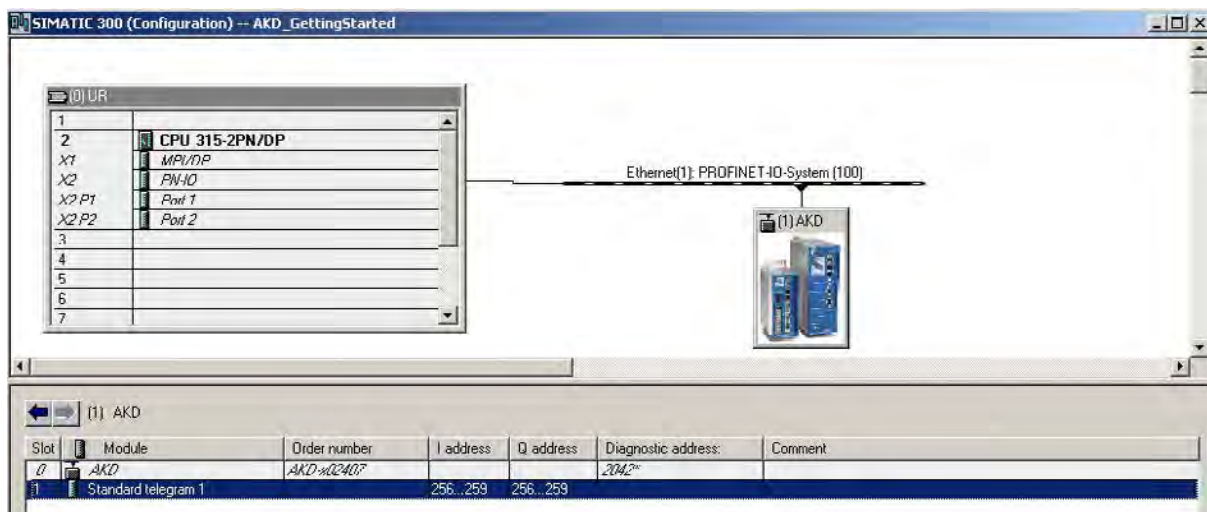 SIMATIC 300 (Configuration) -- AKD_GettingStarted
(0) UR
1
2 CPU 315-2PN/DP
X1 MPI/DP
X2 PN-IO
X2 P1 Port 1
X2 P2 Port 2
3
4
5
6
7
Ethernet(1): PROFINET-IO-System (100)
(1) AKD
(1) AKD
Slot Module Order number I address Q address Diagnostic address: Comment
0 AKD AKD-x02407 2042*
1 Standard telegram 1 256...259 256...259